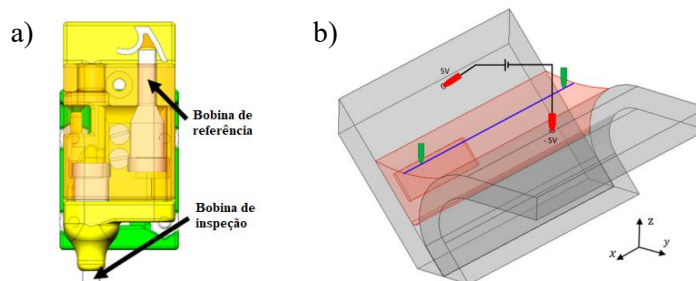 a)
Bobina de
referência
Bobina de
inspeção
b)
5V
- 5V
z
x
y